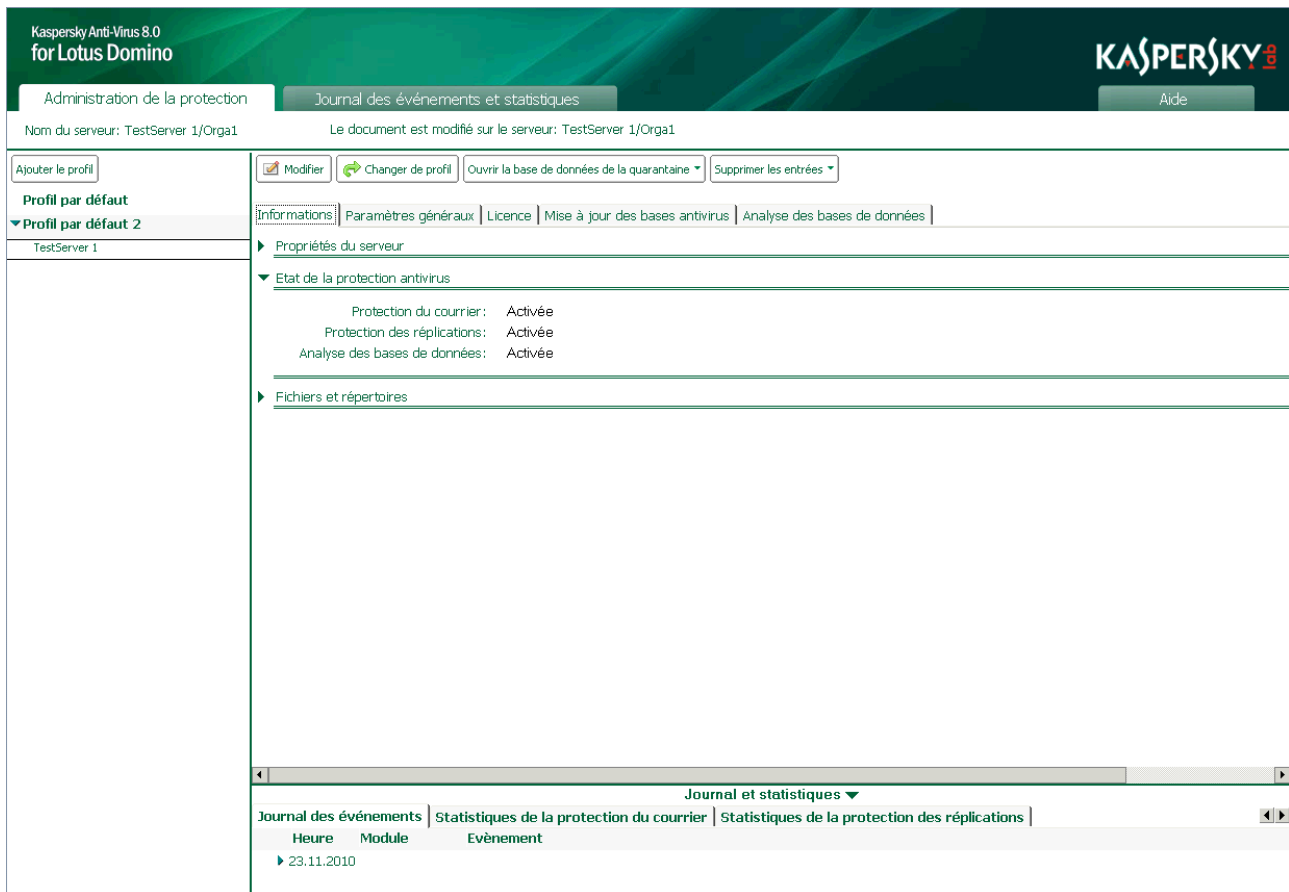 Kaspersky Anti-Virus 8.0
for Lotus Domino
KASPERSKY lab
Administration de la protection
Journal des événements et statistiques
Aide
Nom du serveur: TestServer 1/Orga1
Le document est modifié sur le serveur: TestServer 1/Orga1
Ajouter le profil
Modifier
Changer de profil
Ouvrir la base de données de la quarantaine
Supprimer les entrées
Profil par défaut
Profil par défaut 2
TestServer 1
Informations
Paramètres généraux
Licence
Mise à jour des bases antivirus
Analyse des bases de données
Propriétés du serveur
Etat de la protection antivirus
Protection du courrier: Activée
Protection des réplications: Activée
Analyse des bases de données: Activée
Fichiers et répertoires
Journal et statistiques
Journal des événements
Statistiques de la protection du courrier
Statistiques de la protection des réplications
Heure Module Evènement
23.11.2010